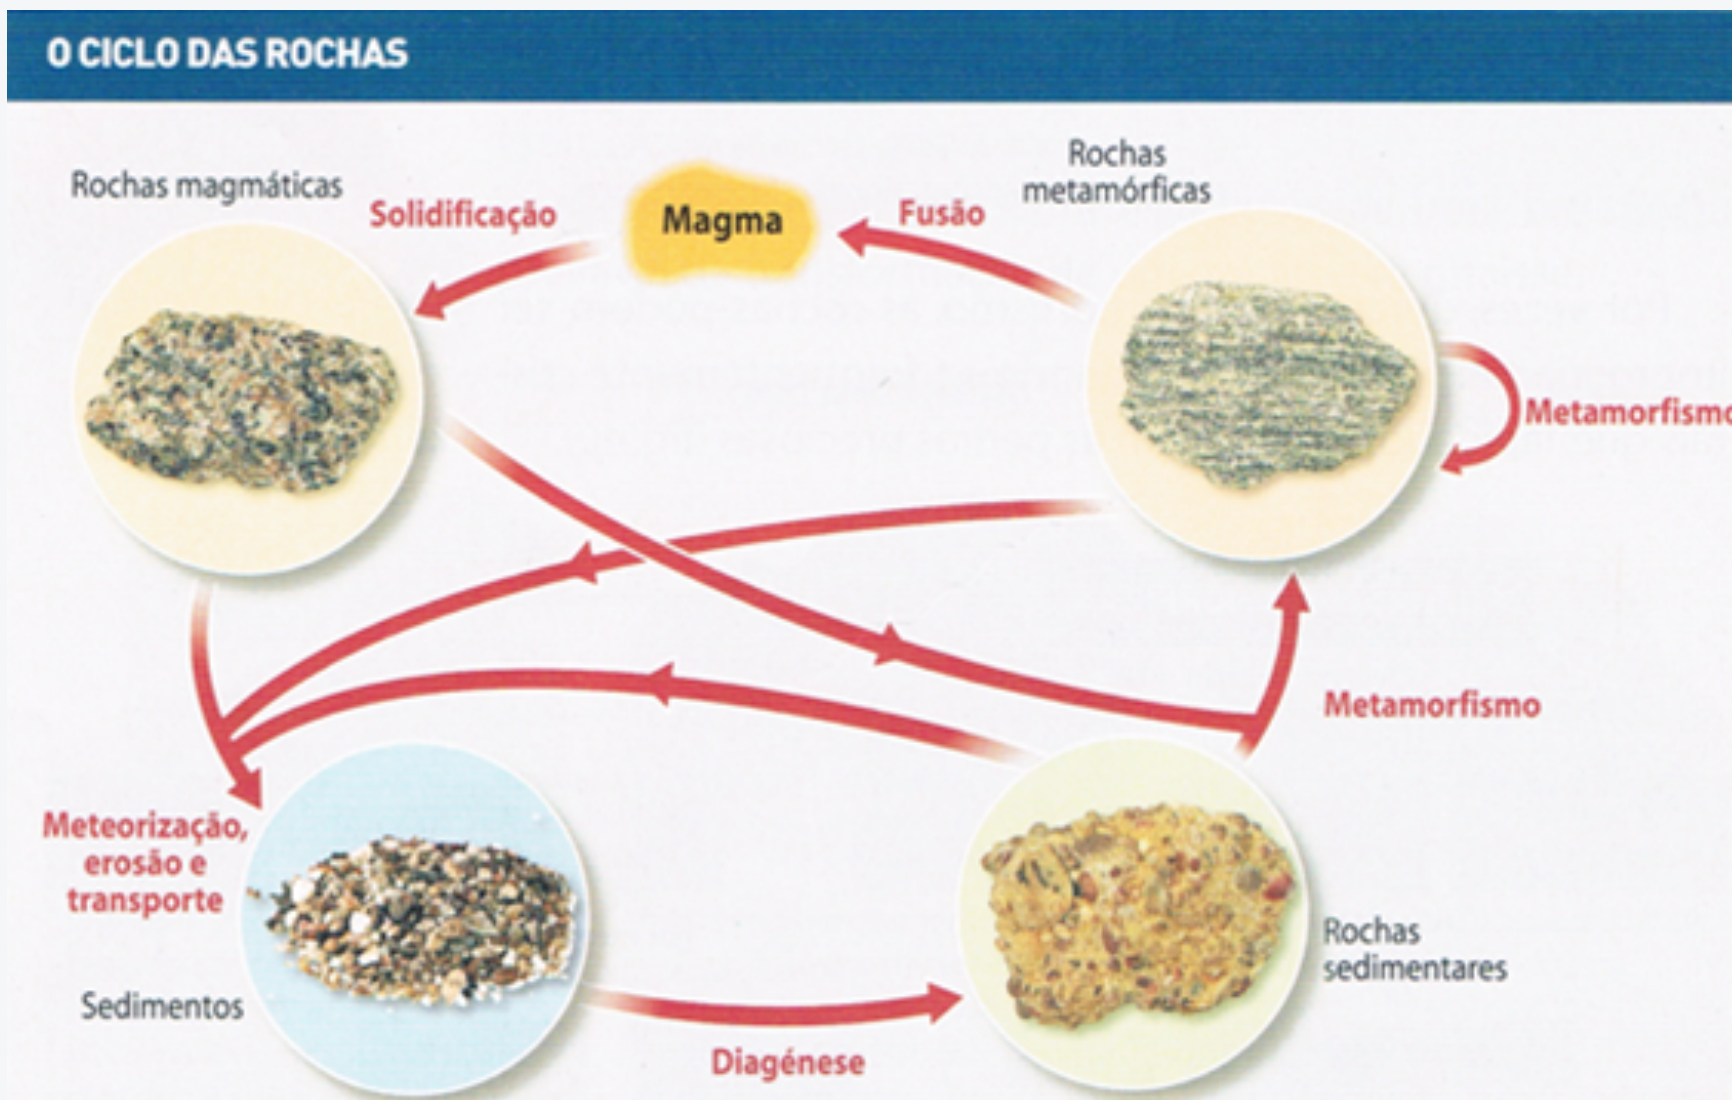 O CICLO DAS ROCHAS
Rochas magmáticas
Solidificação
Magma
Fusão
Rochas
metamórficas
Metamorfismo
Metamorfismo
Meteorização,
erosão e
transporte
Sedimentos
Diagénese
Rochas
sedimentares